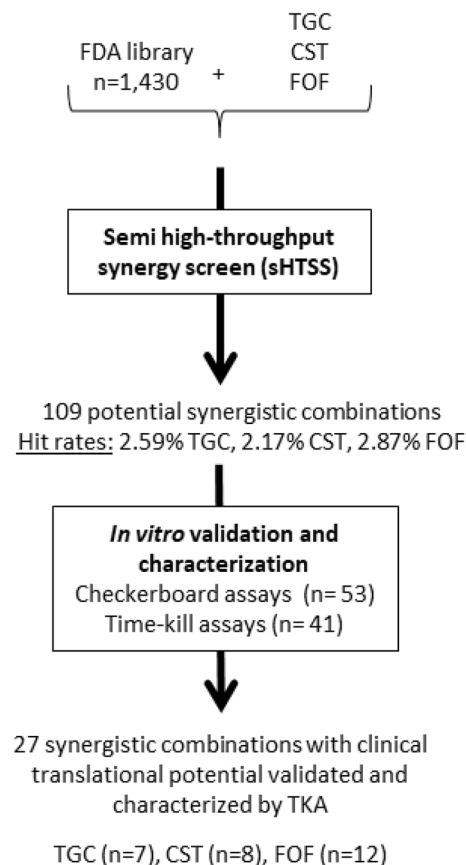 FDA library
n=1,430
+
TGC
CST
FOF
Semi high-throughput
synergy screen (sHTSS)
109 potential synergistic combinations
Hit rates: 2.59% TGC, 2.17% CST, 2.87% FOF
In vitro validation and
characterization
Checkerboard assays (n= 53)
Time-kill assays (n= 41)
27 synergistic combinations with clinical
translational potential validated and
characterized by TKA
TGC (n=7), CST (n=8), FOF (n=12)